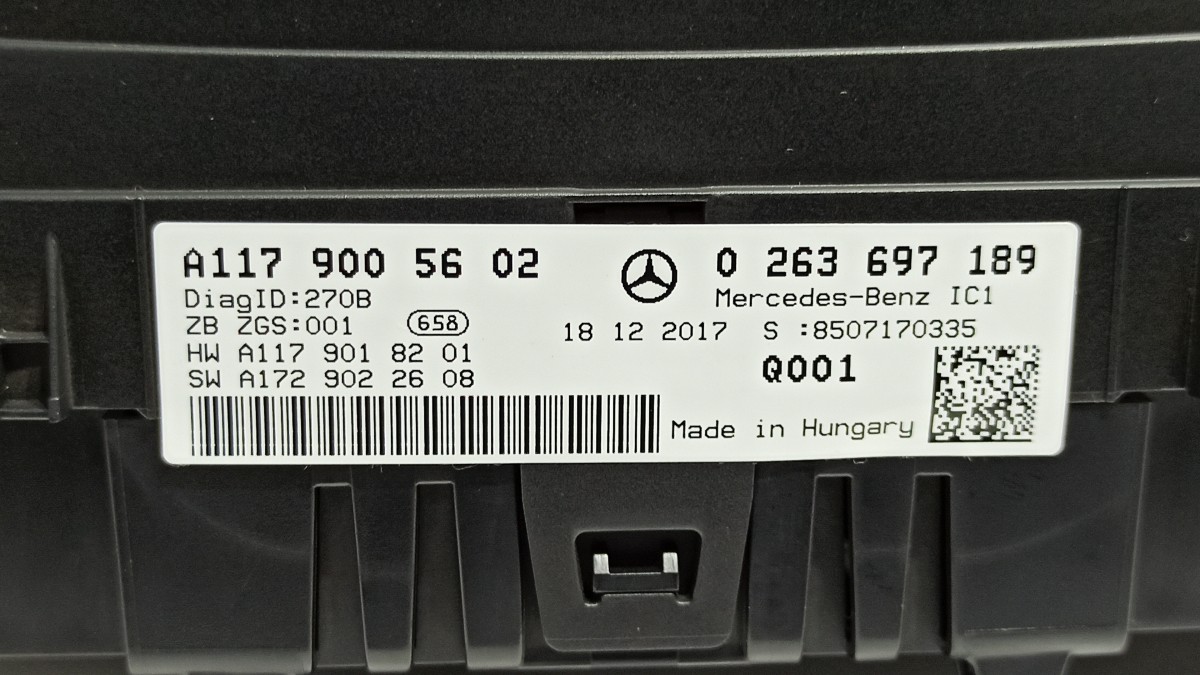 A117 900 56 02
0 263 697 189
DiagID:270B
Mercedes-Benz IC1
ZB ZGS:001 658
18 12 2017 S :8507170335
HW A117 901 82 01
SW A172 902 26 08
Q001
Made in Hungary